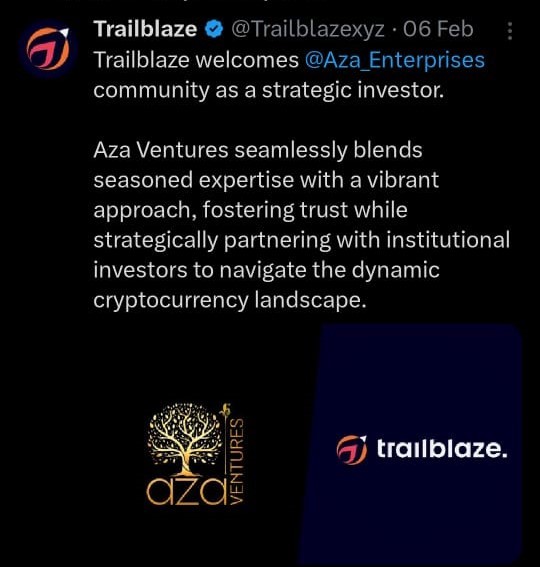 Trailblaze @Trailblazexyz · 06 Feb
Trailblaze welcomes @Aza_Enterprises
community as a strategic investor.
Aza Ventures seamlessly blends
seasoned expertise with a vibrant
approach, fostering trust while
strategically partnering with institutional
investors to navigate the dynamic
cryptocurrency landscape.
aza
VENTURES
trailblaze.